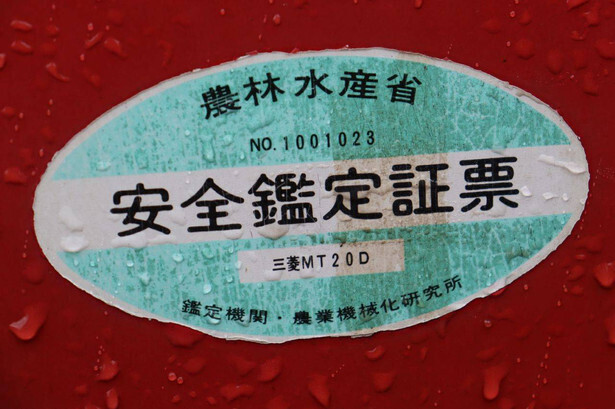 農林水産省
NO.1001023
安全鑑定証票
三菱MT20D
鑑定機関・農業機械化研究所